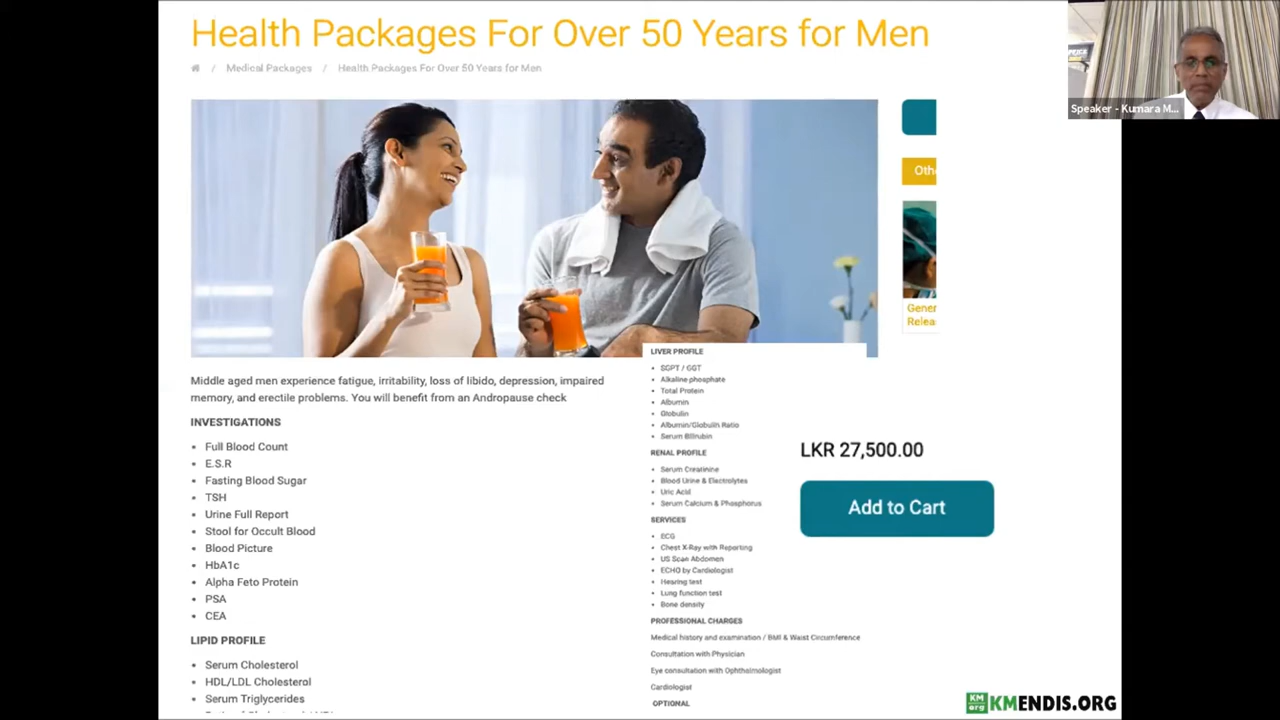 Health Packages For Over 50 Years for Men
/ Medical Packages / Health Packages For Over 50 Years for Men
Speaker - Kumara M...
Oth
Gener
Relea
Middle aged men experience fatigue, irritability, loss of libido, depression, impaired
memory, and erectile problems. You will benefit from an Andropause check
INVESTIGATIONS
• Full Blood Count
• E.S.R
• Fasting Blood Sugar
• TSH
• Urine Full Report
• Stool for Occult Blood
• Blood Picture
• HbA1c
• Alpha Feto Protein
• PSA
• CEA
LIPID PROFILE
• Serum Cholesterol
• HDL/LDL Cholesterol
• Serum Triglycerides
LIVER PROFILE
• SGPT / GGT
• Alkaline phosphate
• Total Protein
• Albumin
• Globulin
• Albumin/Globulin Ratio
• Serum Bilirubin
RENAL PROFILE
• Serum Creatinine
• Blood Urine & Electrolytes
• Uric Acid
• Serum Calcium & Phosphorus
SERVICES
• ECG
• Chest X-Ray with Reporting
• US Scan Abdomen
• ECHO by Cardiologist
• Hearing test
• Lung function test
• Bone density
PROFESSIONAL CHARGES
Medical history and examination / BMI & Waist Circumference
Consultation with Physician
Eye consultation with Ophthalmologist
Cardiologist
OPTIONAL
LKR 27,500.00
Add to Cart
KM
org
KMENDIS.ORG